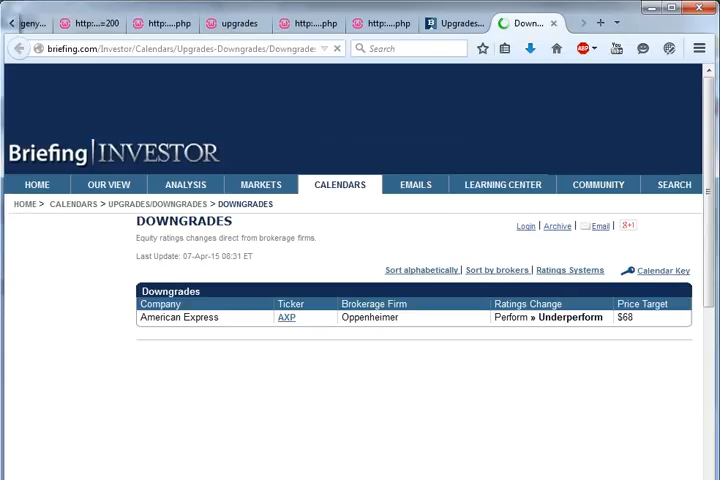 geny... http:...=200 http:....php upgrades http:....php http:....php Upgrades... Down...
briefing.com/Investor/Calendars/Upgrades-Downgrades/Downgrade: Search ABP
Briefing | INVESTOR
HOME OUR VIEW ANALYSIS MARKETS CALENDARS EMAILS LEARNING CENTER COMMUNITY SEARCH
HOME > CALENDARS > UPGRADES/DOWNGRADES > DOWNGRADES
DOWNGRADES
Login | Archive | Email | g+1
Equity ratings changes direct from brokerage firms.
Last Update: 07-Apr-15 08:31 ET
Sort alphabetically | Sort by brokers | Ratings Systems Calendar Key
Downgrades
Company Ticker Brokerage Firm Ratings Change Price Target
American Express AXP Oppenheimer Perform » Underperform $68